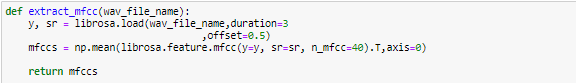 def extract_mfcc(wav_file_name):
    y, sr = librosa.load(wav_file_name,duration=3
                                  ,offset=0.5)
    mfccs = np.mean(librosa.feature.mfcc(y=y, sr=sr, n_mfcc=40).T,axis=0)

    return mfccs